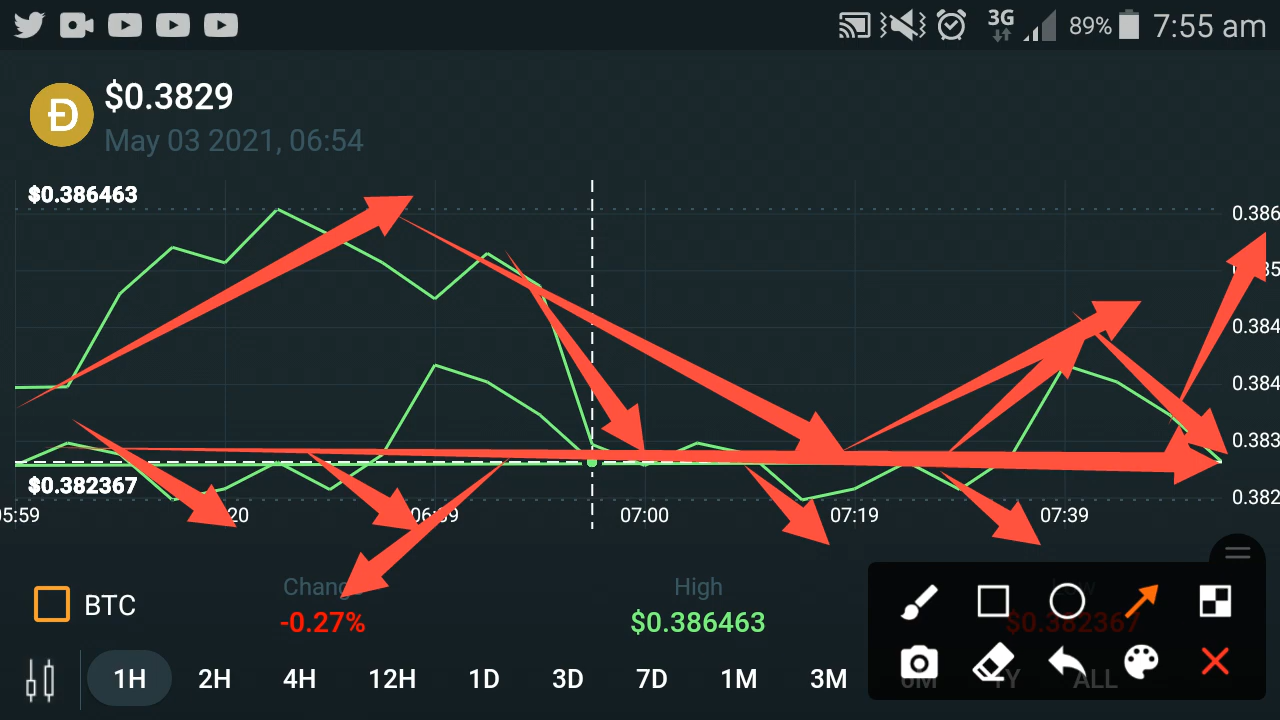 3G 89% 7:55 am
Ð $0.3829
May 03 2021, 06:54
$0.386463
0.386
0.384
0.384
0.383
$0.382367
0.382
05:59 07:00 07:19 07:39
BTC
High
-0.27% $0.386463 $0.382367
1H 2H 4H 12H 1D 3D 7D 1M 3M ALL